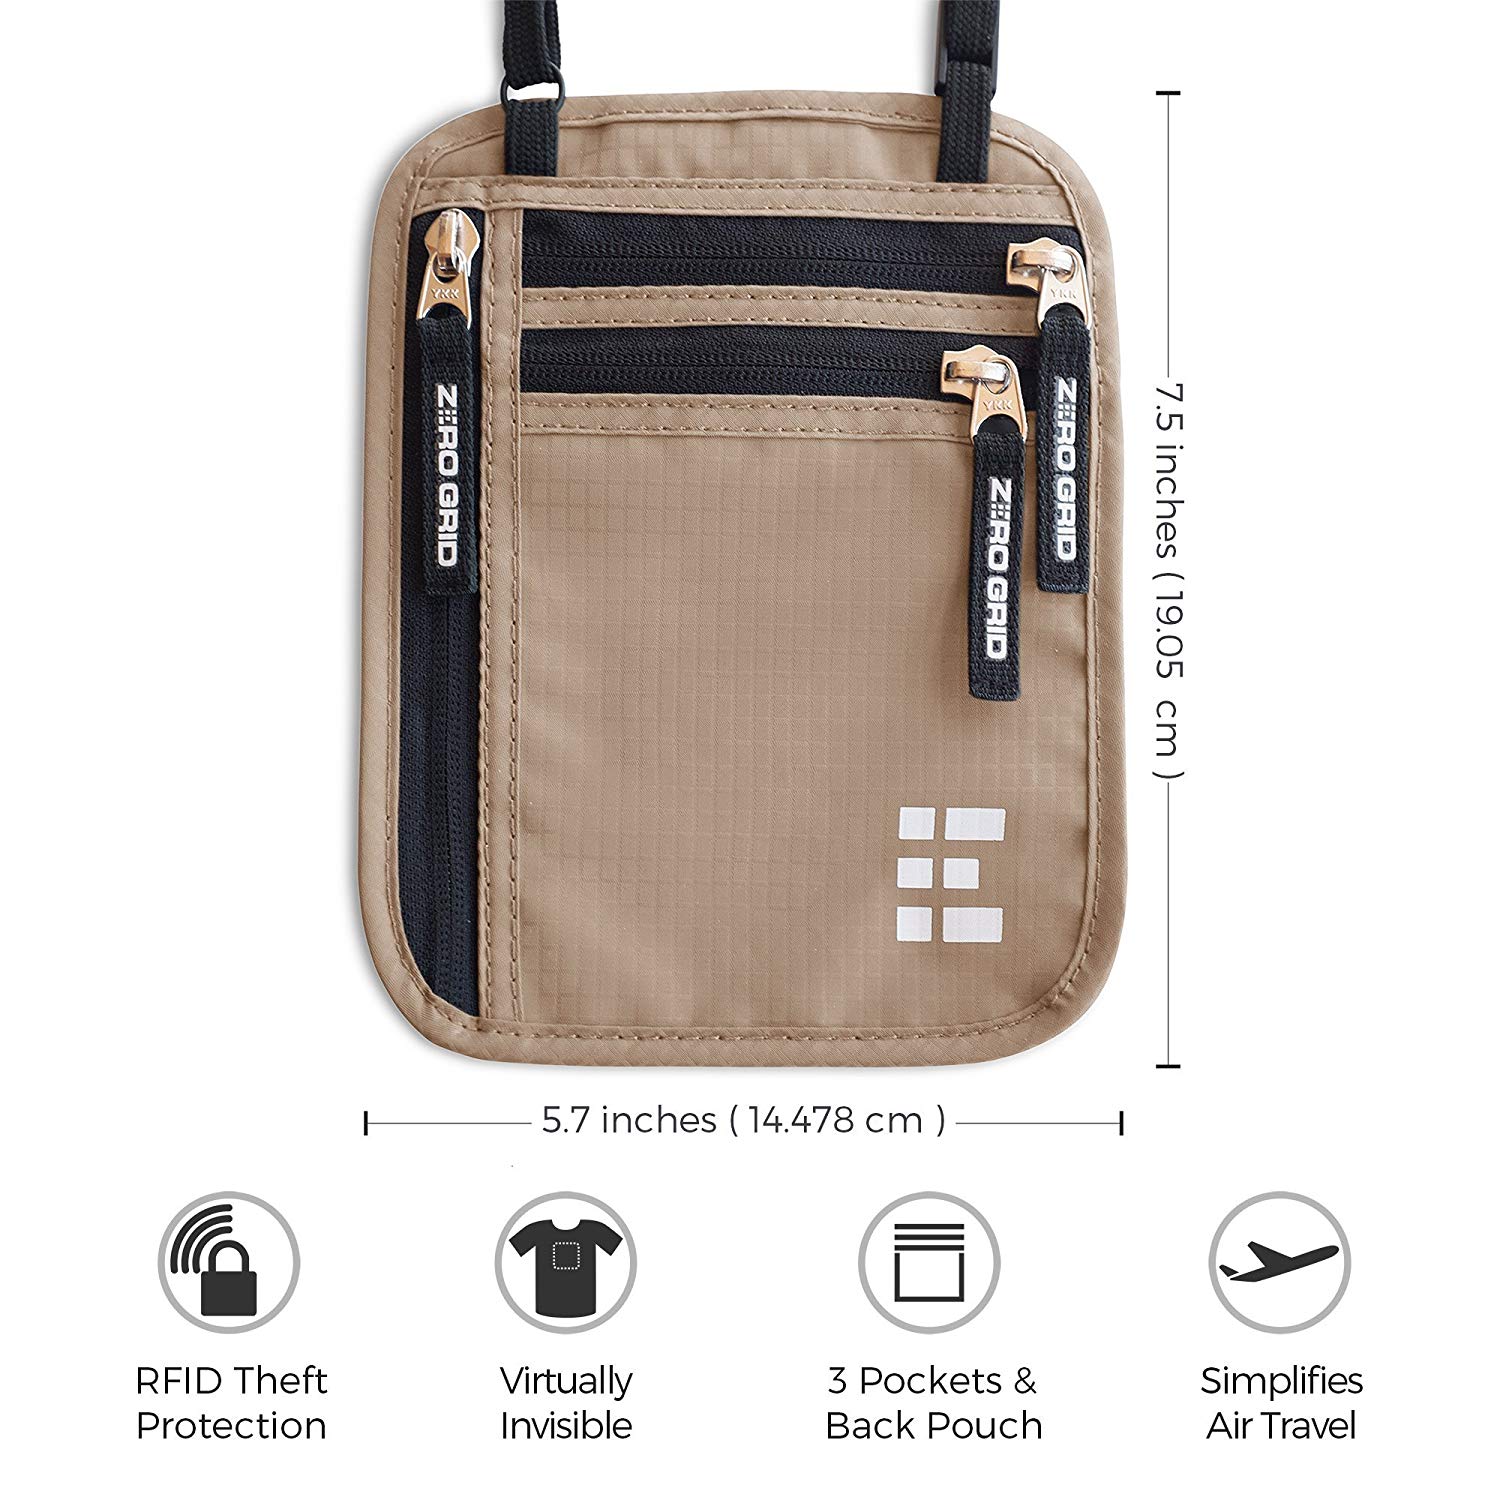 YKK
YKK
YKK
ZERO GRID
ZERO GRID
ZERO GRID
7.5 inches ( 19.05 cm )
5.7 inches ( 14.478 cm )
RFID Theft
Protection
Virtually
Invisible
3 Pockets &
Back Pouch
Simplifies
Air Travel